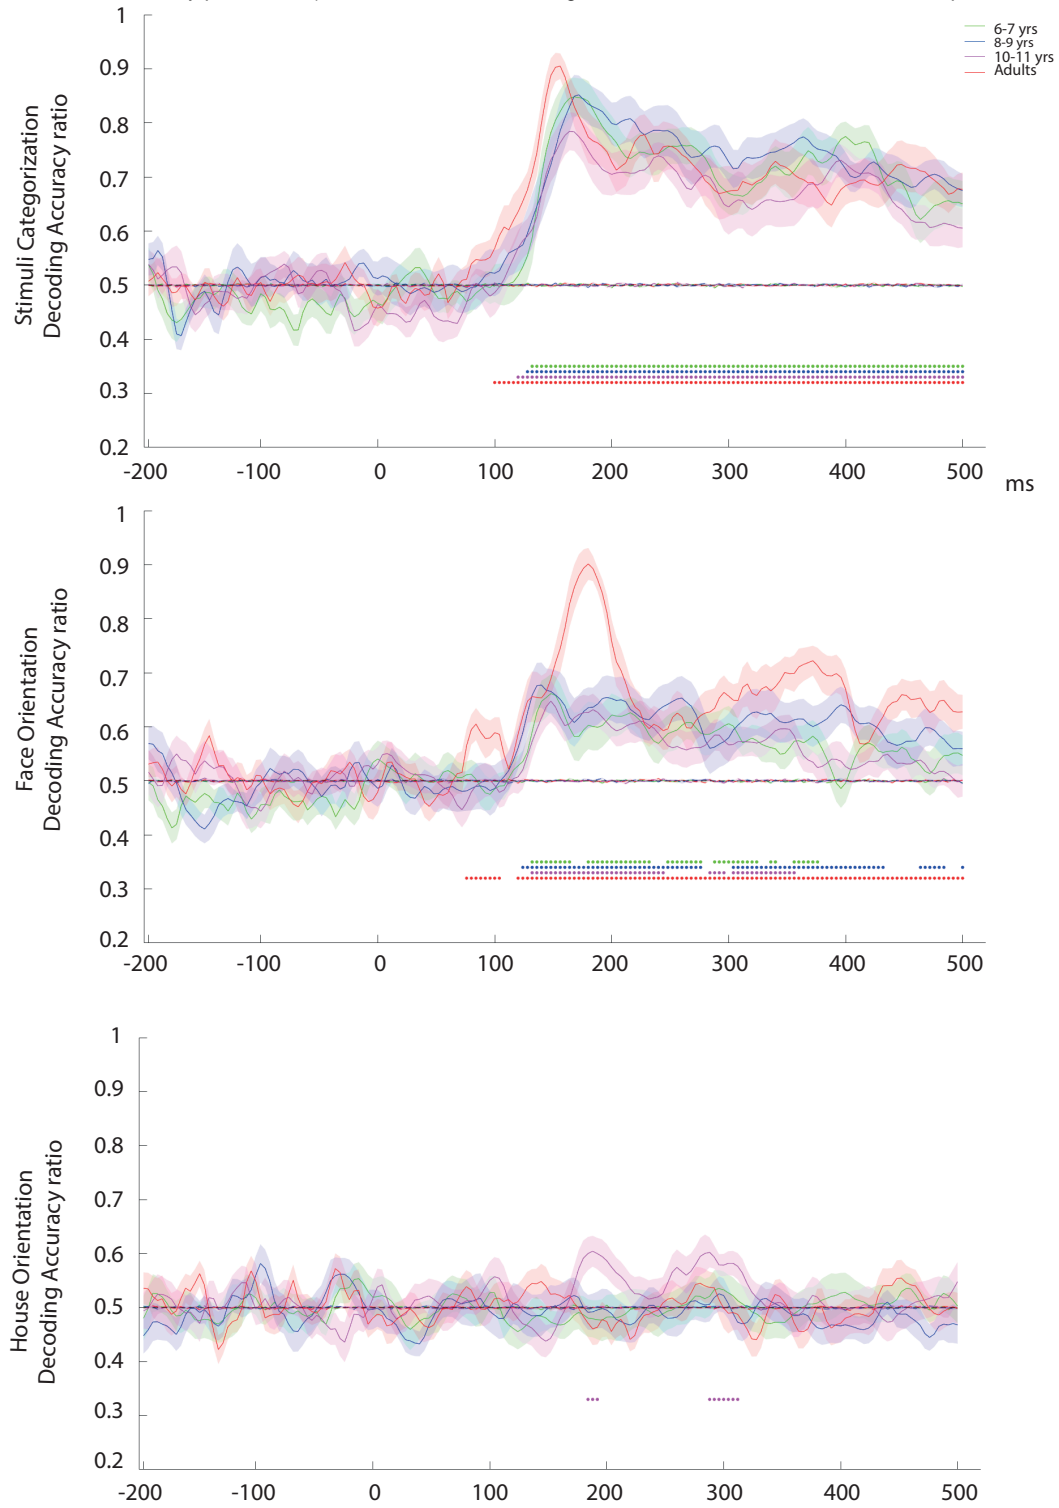 6-7 yrs
8-9 yrs
10-11 yrs
Adults
Stimuli Categorization
Decoding Accuracy ratio
1
0.9
0.8
0.7
0.6
0.5
0.4
0.3
0.2
-200 -100 0 100 200 300 400 500
ms
Face Orientation
Decoding Accuracy ratio
1
0.9
0.8
0.7
0.6
0.5
0.4
0.3
0.2
-200 -100 0 100 200 300 400 500
House Orientation
Decoding Accuracy ratio
1
0.9
0.8
0.7
0.6
0.5
0.4
0.3
0.2
-200 -100 0 100 200 300 400 500